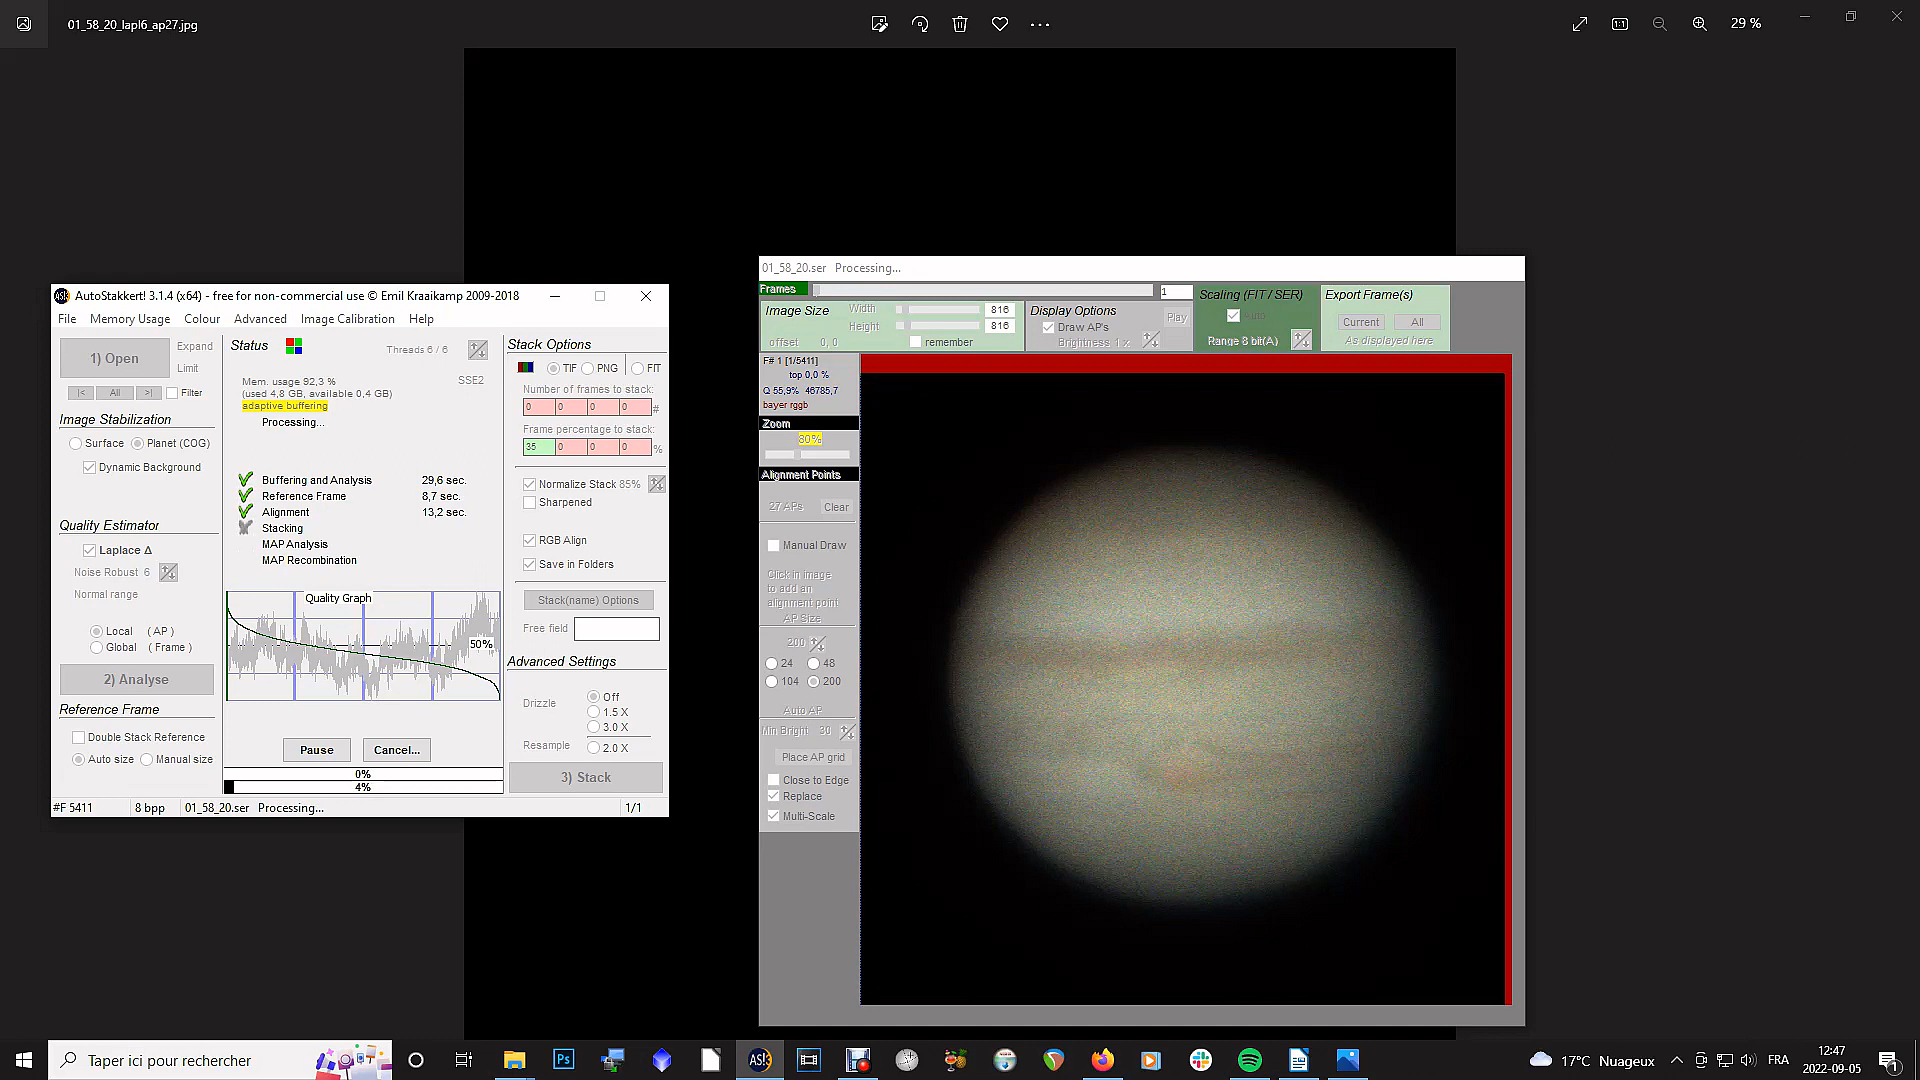 01_58_20_lapl6_ap27.jpg
29 %
AutoStakkert! 3.1.4 (x64) - free for non-commercial use © Emil Kraaikamp 2009-2018
File Memory Usage Colour Advanced Image Calibration Help
1) Open
Expand
Limit
|< All >| Filter
Image Stabilization
Surface Planet (COG)
Dynamic Background
Quality Estimator
Laplace Δ
Noise Robust 6
Normal range
Local ( AP )
Global ( Frame )
2) Analyse
Reference Frame
Double Stack Reference
Auto size Manual size
Status
Threads 6 / 6
SSE2
Mem. usage 92,3 %
(used 4,8 GB, available 0,4 GB)
adaptive buffering
Processing...
Buffering and Analysis 29,6 sec.
Reference Frame 8,7 sec.
Alignment 13,2 sec.
Stacking
MAP Analysis
MAP Recombination
Quality Graph
50%
Pause Cancel...
0%
4%
Stack Options
TIF PNG FIT
Number of frames to stack:
0 0 0 0 #
Frame percentage to stack:
35 0 0 0 %
Normalize Stack 85%
Sharpened
RGB Align
Save in Folders
Stack(name) Options
Free field
Advanced Settings
Drizzle
Off
1.5 X
3.0 X
Resample
2.0 X
3) Stack
#F 5411 8 bpp 01_58_20.ser Processing... 1/1
01_58_20.ser Processing...
Frames 1
Image Size
Width 816
Height 816
offset 0, 0 remember
Display Options
Draw AP's
Play
Brightness 1 x
Scaling (FIT / SER)
Range 8 bit(A)
Export Frame(s)
Current All
As displayed here
F# 1 [1/5411]
top 0,0 %
Q 55,9% 46785,7
bayer rggb
Zoom
80%
Alignment Points
27 APs Clear
Manual Draw
Click in image
to add an
alignment point
AP Size
200
24 48
104 200
Auto AP
Min Bright 30
Place AP grid
Close to Edge
Replace
Multi-Scale
Taper ici pour rechercher
17°C Nuageux
FRA
12:47
2022-09-05